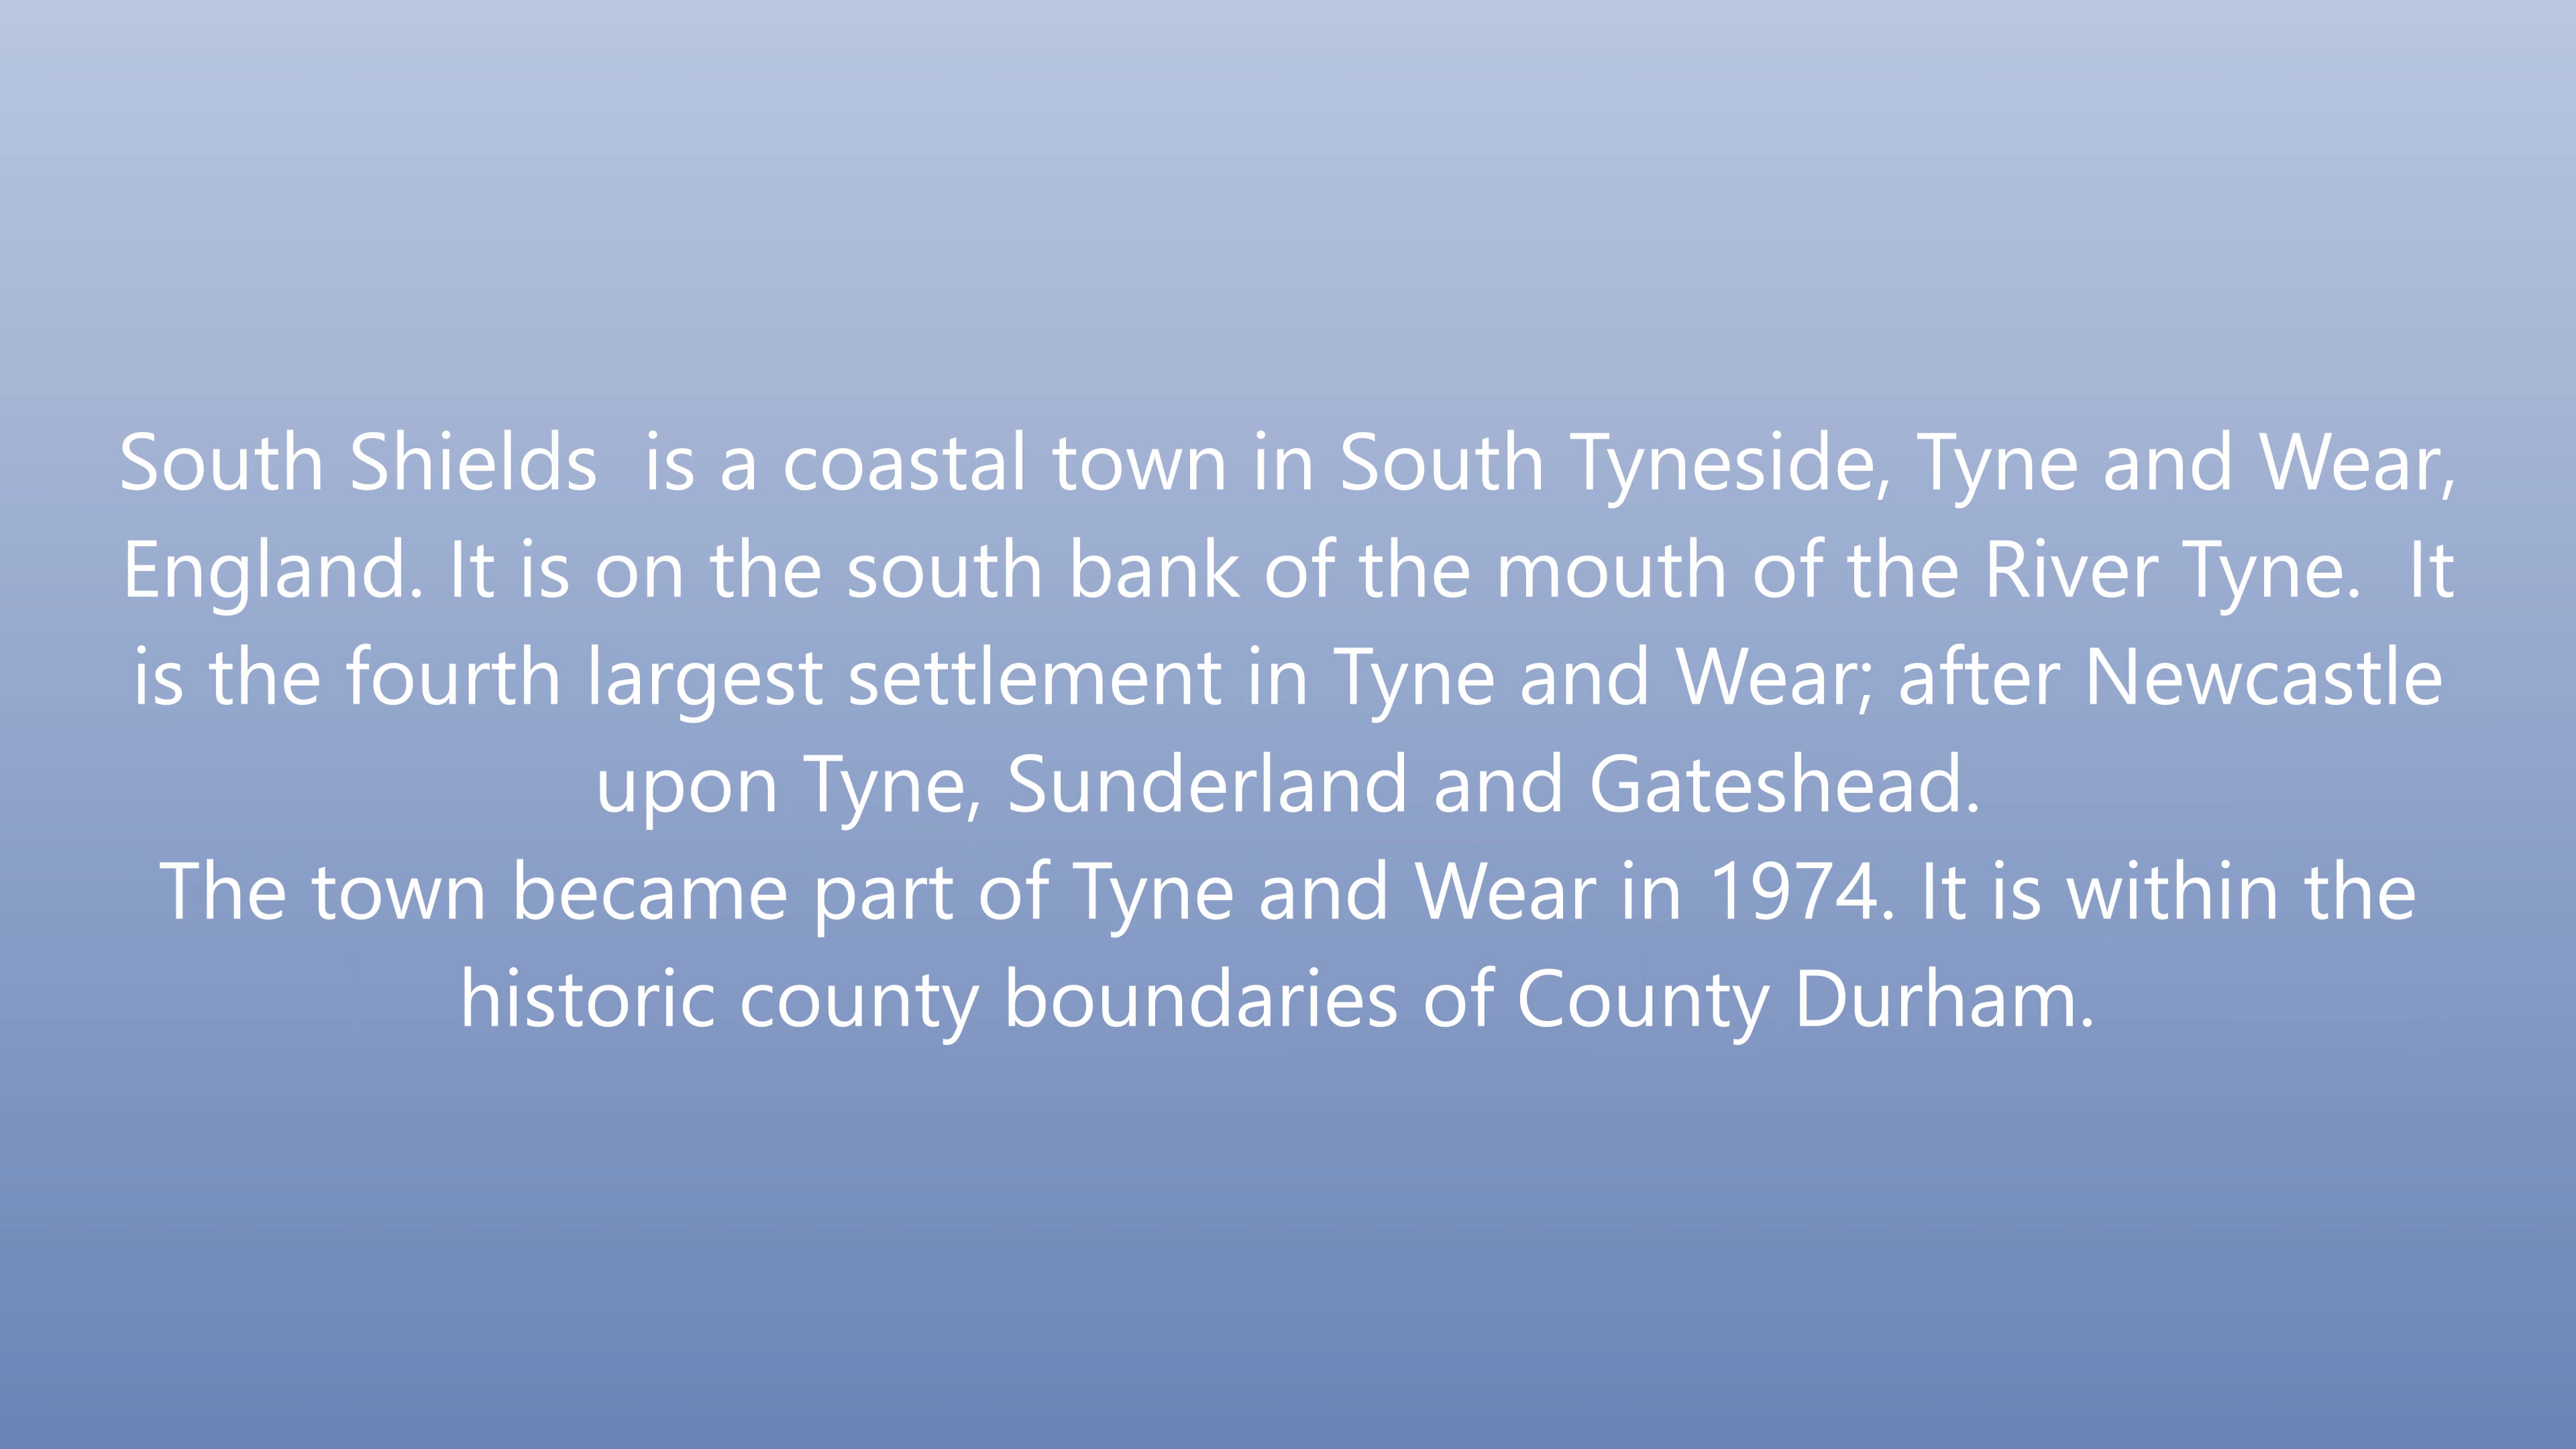 South Shields  is a coastal town in South Tyneside, Tyne and Wear,
England. It is on the south bank of the mouth of the River Tyne.  It
is the fourth largest settlement in Tyne and Wear; after Newcastle
upon Tyne, Sunderland and Gateshead.
The town became part of Tyne and Wear in 1974. It is within the
historic county boundaries of County Durham.